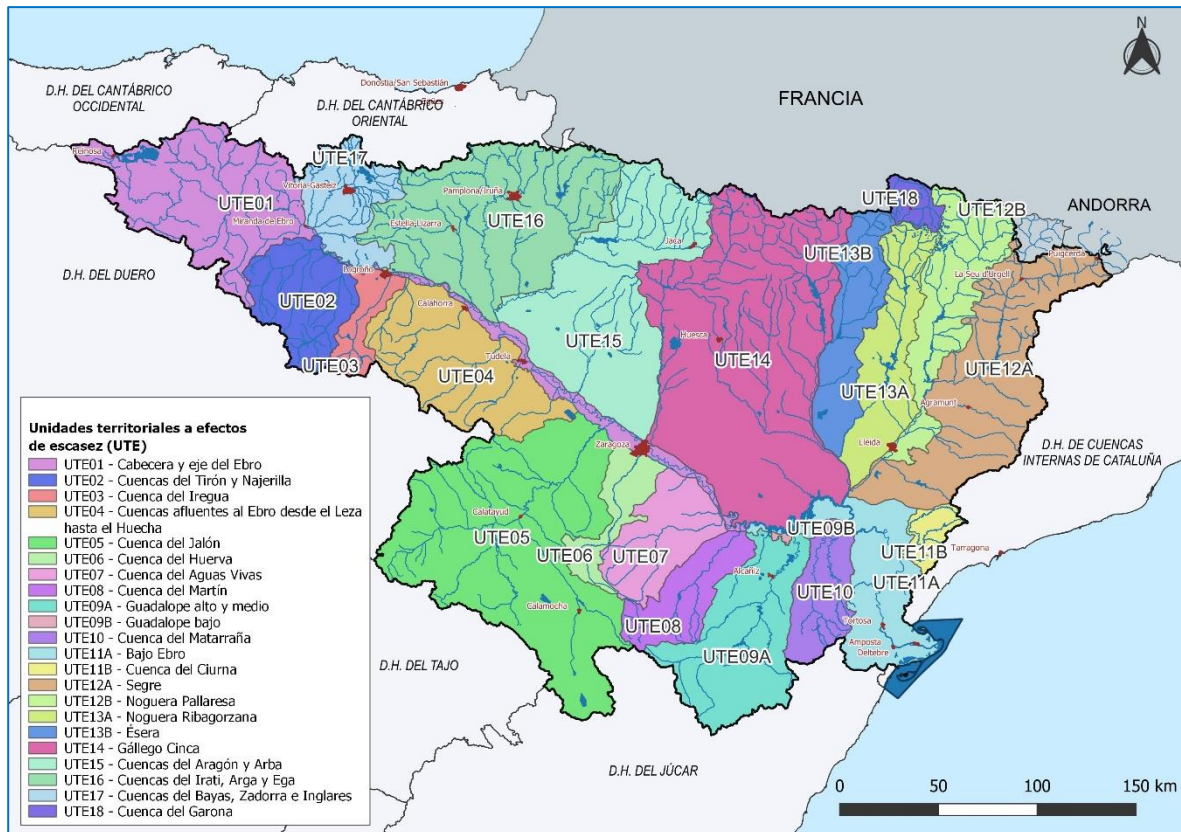 N
Donostia/San Sebastián
D.H. DEL CANTÁBRICO
OCCIDENTAL
D.H. DEL CANTÁBRICO
ORIENTAL
FRANCIA
Reinosa
UTE17
Vitoria-Gasteiz
Pamplona/Iruña
UTE18
UTE12B
ANDORRA
UTE01
Miranda de Ebro
Estella-Lizarra
UTE16
Jaca
UTE13B
Puigcerdà
La Seu d'Urgell
D.H. DEL DUERO
Logroño
UTE02
Calahorra
UTE15
Huesca
UTE14
UTE03
UTE04
Tudela
UTE12A
UTE13A
Agramunt
Lleida
Zaragoza
D.H. DE CUENCAS
INTERNAS DE CATALUÑA
Calatayud
UTE05
UTE06
UTE07
UTE09B
UTE11B
Tarragona
Alcañiz
UTE10
UTE11A
Calamocha
UTE08
Tortosa
Amposta
Deltebre
UTE09A
D.H. DEL TAJO
D.H. DEL JÚCAR
Unidades territoriales a efectos
de escasez (UTE)
UTE01 - Cabecera y eje del Ebro
UTE02 - Cuencas del Tirón y Najerilla
UTE03 - Cuenca del Iregua
UTE04 - Cuencas afluentes al Ebro desde el Leza
hasta el Huecha
UTE05 - Cuenca del Jalón
UTE06 - Cuenca del Huerva
UTE07 - Cuenca del Aguas Vivas
UTE08 - Cuenca del Martín
UTE09A - Guadalope alto y medio
UTE09B - Guadalope bajo
UTE10 - Cuenca del Matarraña
UTE11A - Bajo Ebro
UTE11B - Cuenca del Ciurna
UTE12A - Segre
UTE12B - Noguera Pallaresa
UTE13A - Noguera Ribagorzana
UTE13B - Ésera
UTE14 - Gállego Cinca
UTE15 - Cuencas del Aragón y Arba
UTE16 - Cuencas del Irati, Arga y Ega
UTE17 - Cuencas del Bayas, Zadorra e Inglares
UTE18 - Cuenca del Garona
0 50 100 150 km